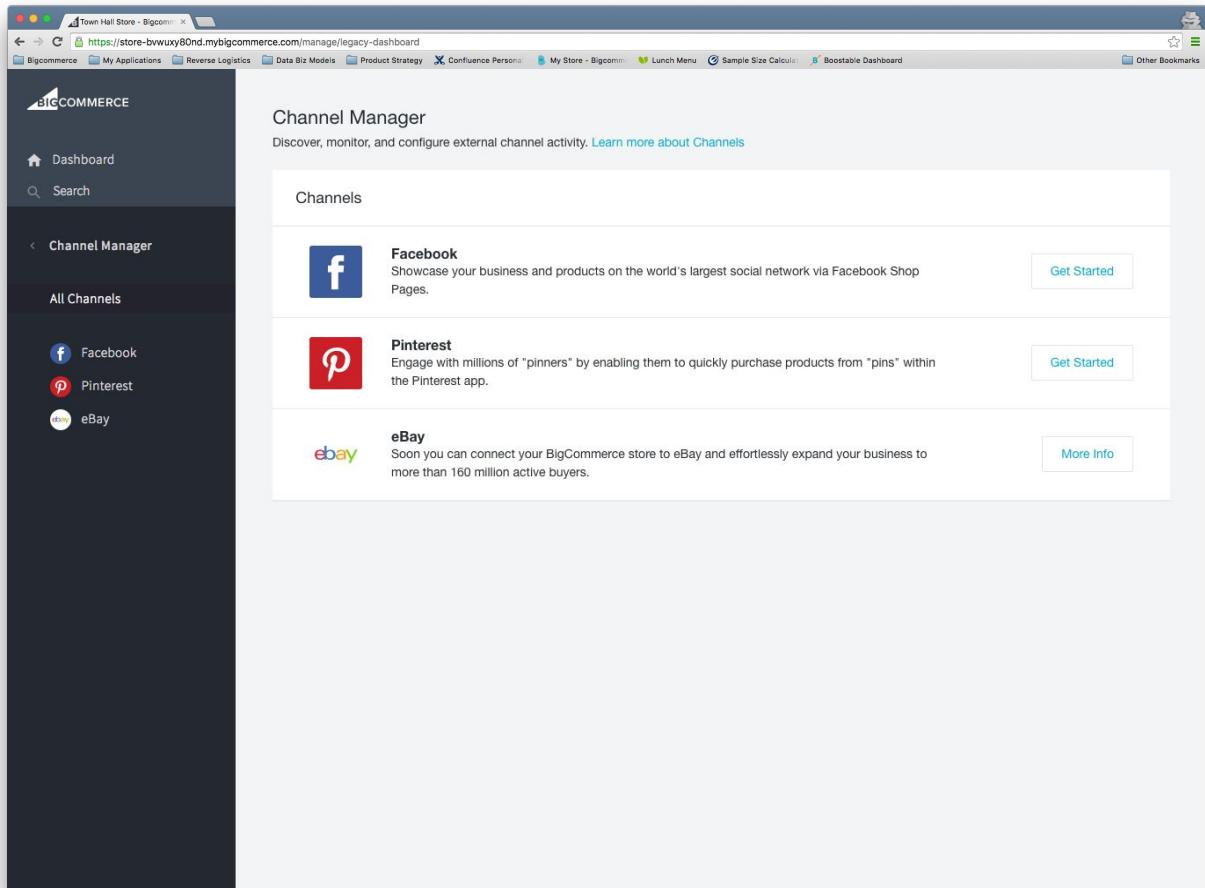 Town Hall Store - Bigcomm
https://store-bvwuxy80nd.mybigcommerce.com/manage/legacy-dashboard
Bigcommerce My Applications Reverse Logistics Data Biz Models Product Strategy Confluence Persona My Store - Bigcomm Lunch Menu Sample Size Calcula Boostable Dashboard Other Bookmarks
BIGCOMMERCE
Dashboard
Search
Channel Manager
All Channels
Facebook
Pinterest
ebay eBay
Channel Manager
Discover, monitor, and configure external channel activity. Learn more about Channels
Channels
Facebook
Showcase your business and products on the world's largest social network via Facebook Shop
Pages.
Get Started
Pinterest
Engage with millions of "pinners" by enabling them to quickly purchase products from "pins" within
the Pinterest app.
Get Started
ebay
eBay
Soon you can connect your BigCommerce store to eBay and effortlessly expand your business to
more than 160 million active buyers.
More Info